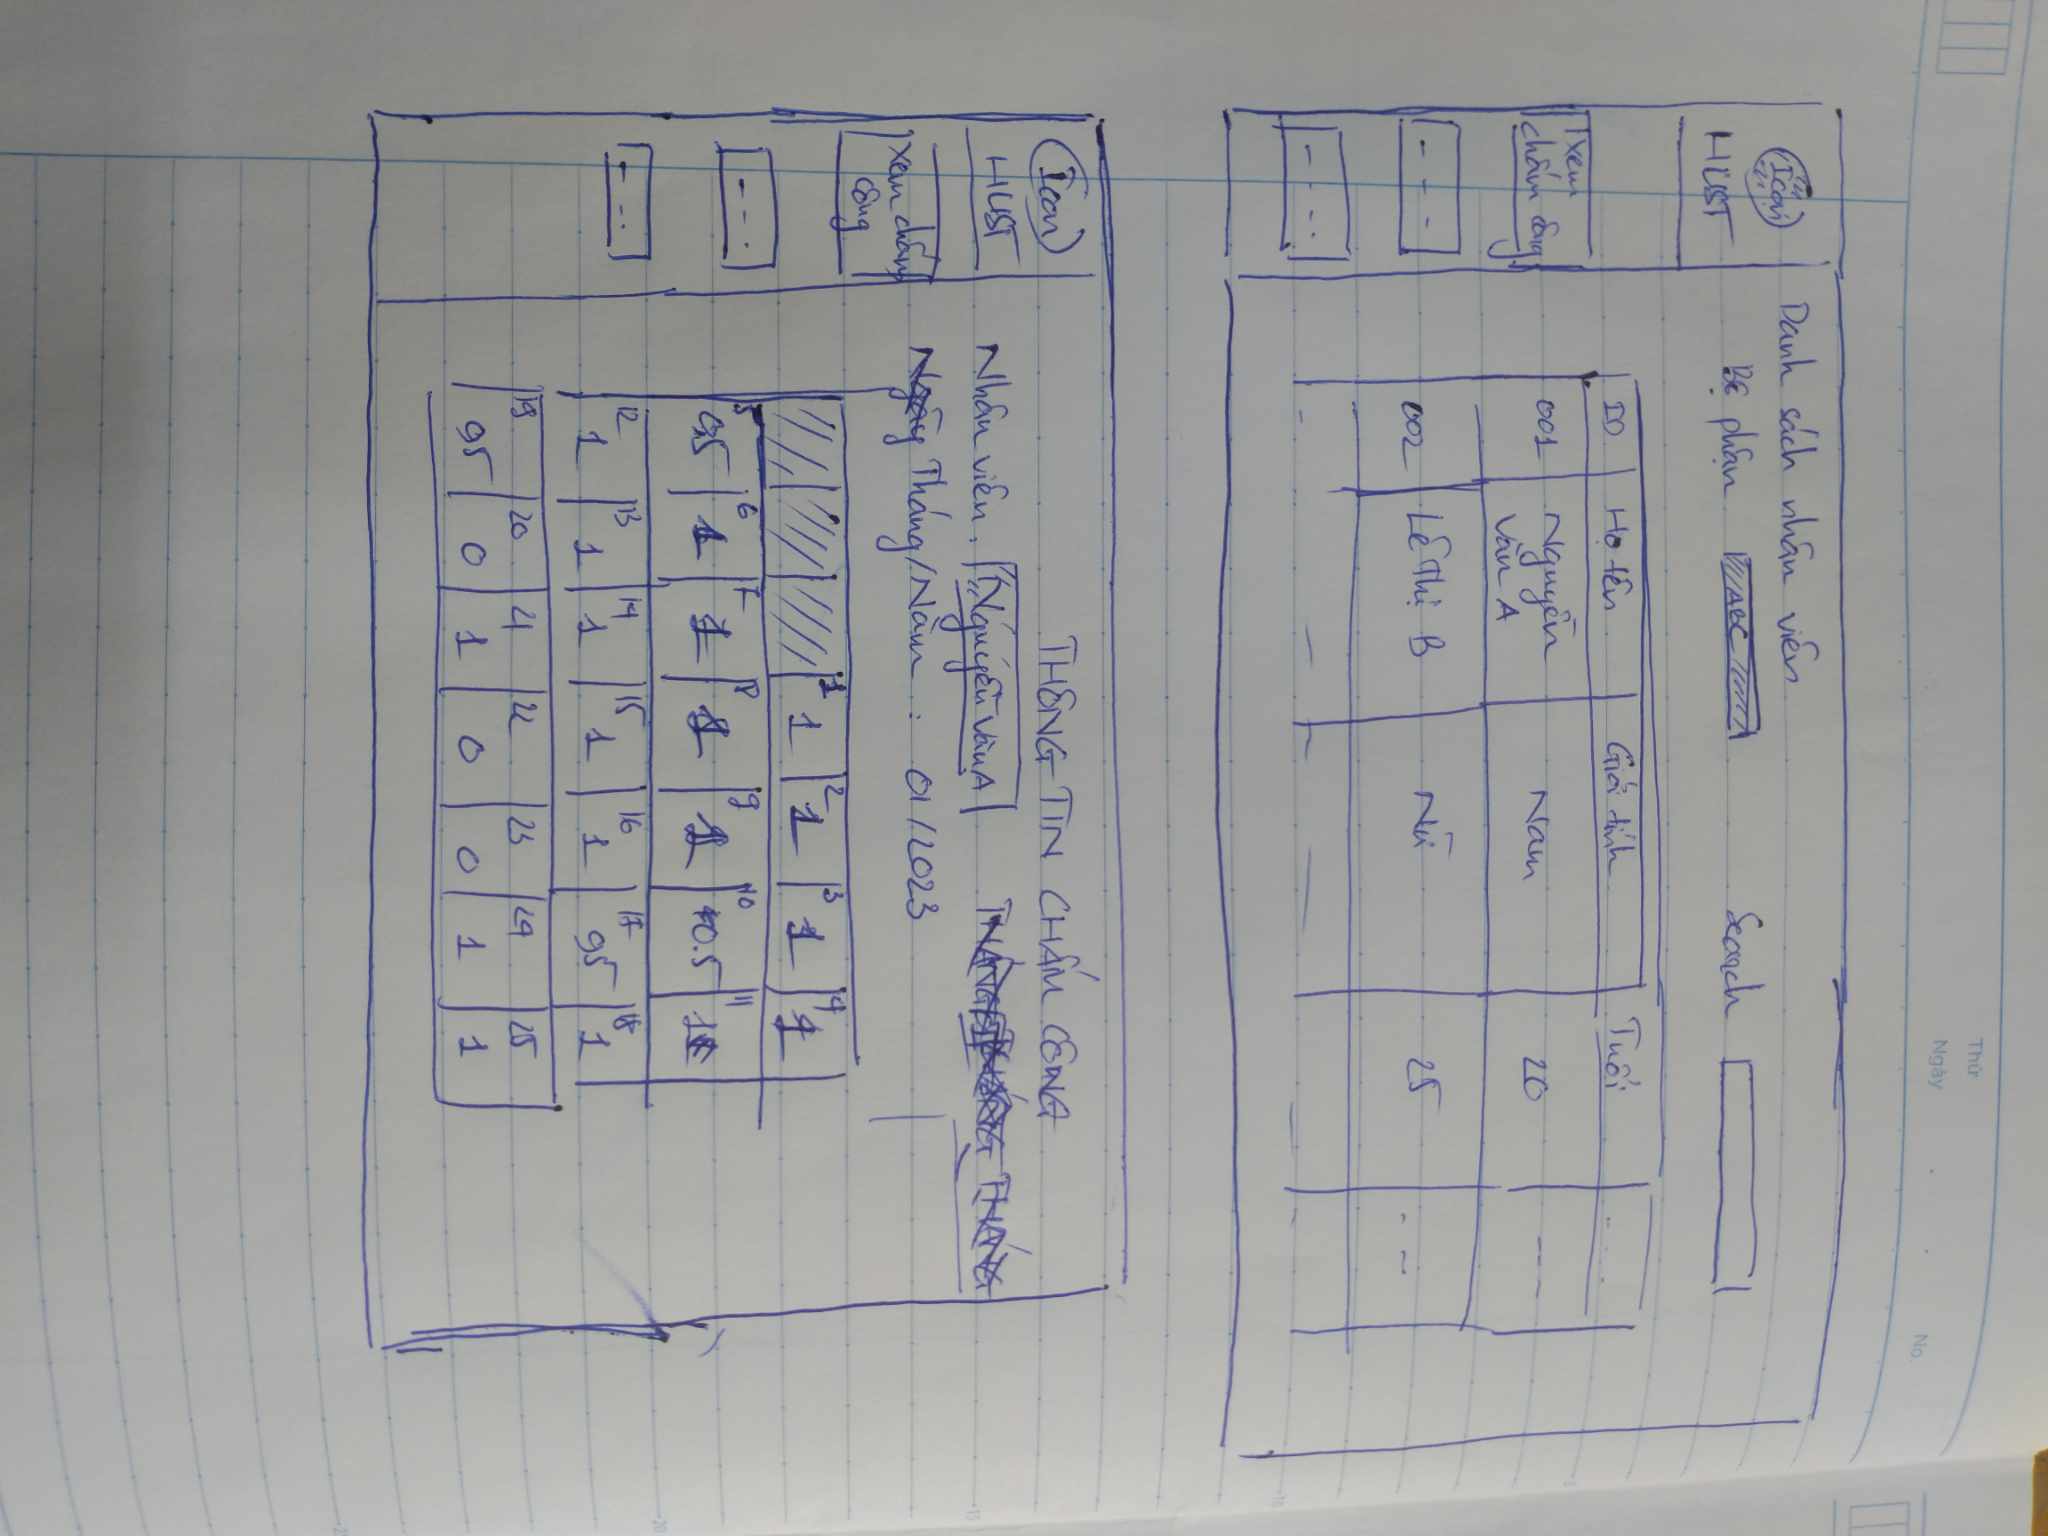 Thứ
Ngày
No.
Icon
HUST
Danh sách nhân viên
Bộ phận ABC Search
ID Họ tên Giới tính Tuổi ....
Xem
chấm công
001 Nguyễn
Văn A Nam 20 ---
---
002 Lê Thị B Nữ 25 --
----
Icon
HUST
THÔNG TIN CHẤM CÔNG
Nhân viên: Nguyễn Văn A
Tháng/Năm : 01/2023
Xem chấm
công
1 2 3 4
1 1 1 1
5 6 7 8 9 10 11
0,5 1 1 1 1 0.5 1
---
12 13 14 15 16 17 18
1 1 1 1 1 0,5 1
---
19 20 21 22 23 24 25
0,5 0 1 0 0 1 1